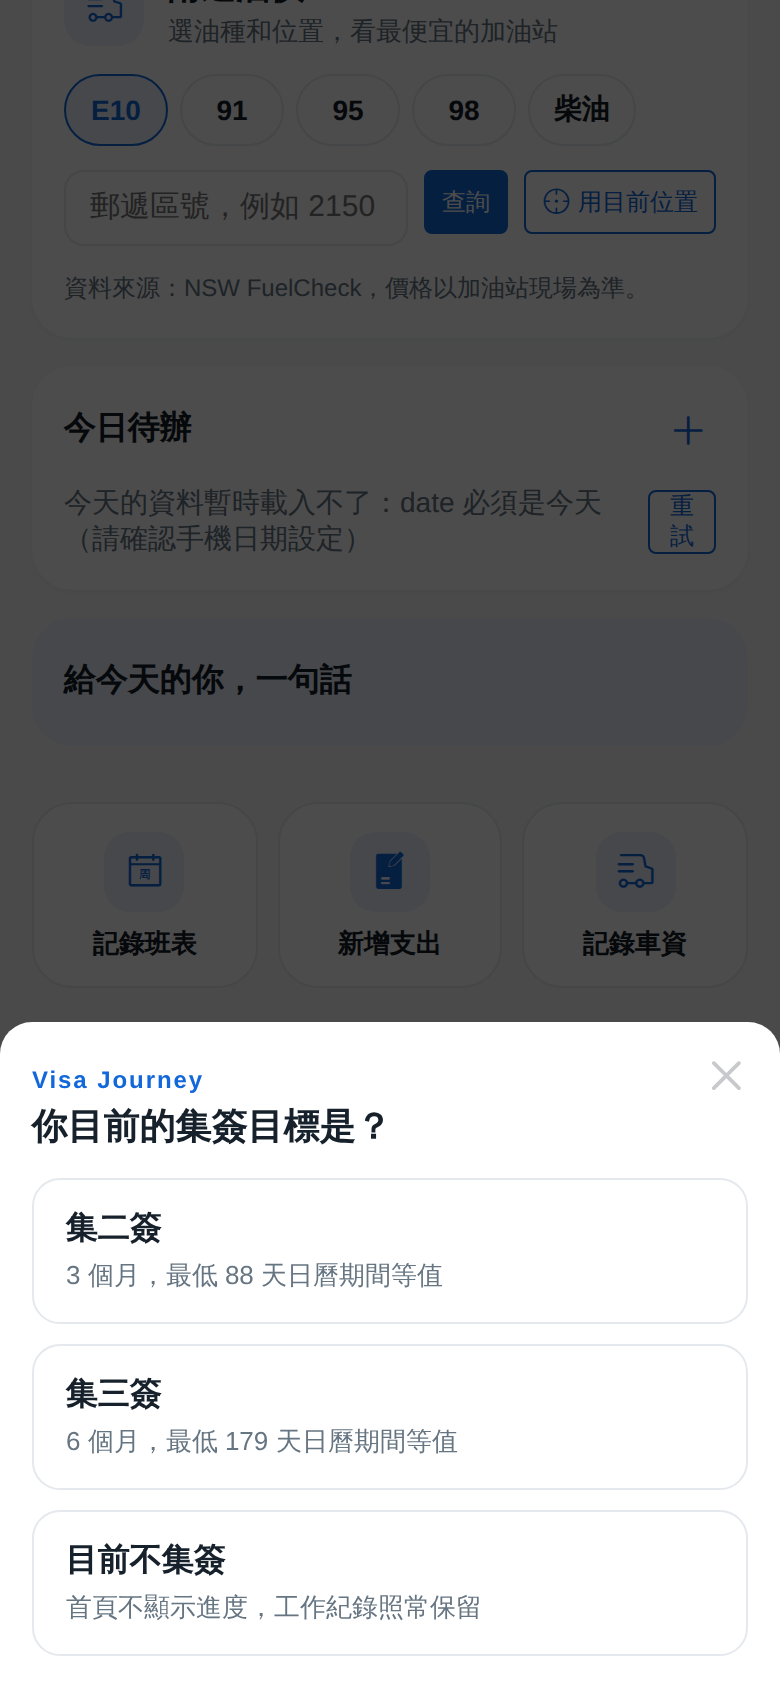 選油種和位置，看最便宜的加油站
E10
91
95
98
柴油
郵遞區號，例如 2150
查詢
用目前位置
資料來源：NSW FuelCheck，價格以加油站現場為準。
今日待辦
今天的資料暫時載入不了：date 必須是今天
（請確認手機日期設定）
重
試
給今天的你，一句話
周
記錄班表
新增支出
記錄車資
Visa Journey
你目前的集簽目標是？
集二簽
3 個月，最低 88 天日曆期間等值
集三簽
6 個月，最低 179 天日曆期間等值
目前不集簽
首頁不顯示進度，工作紀錄照常保留